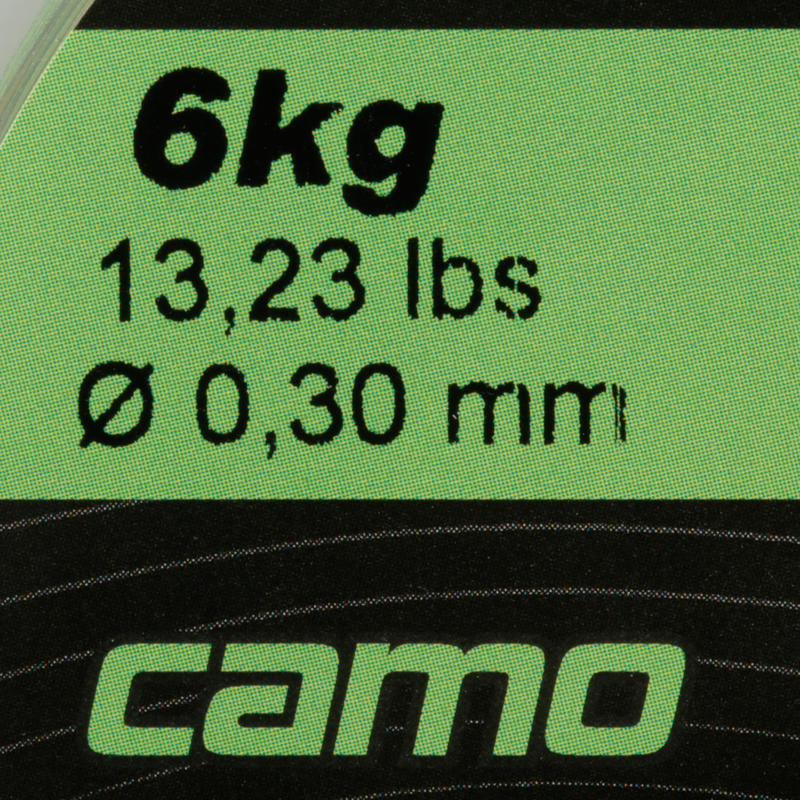 6kg
13,23 lbs
Ø 0,30 mm
camo